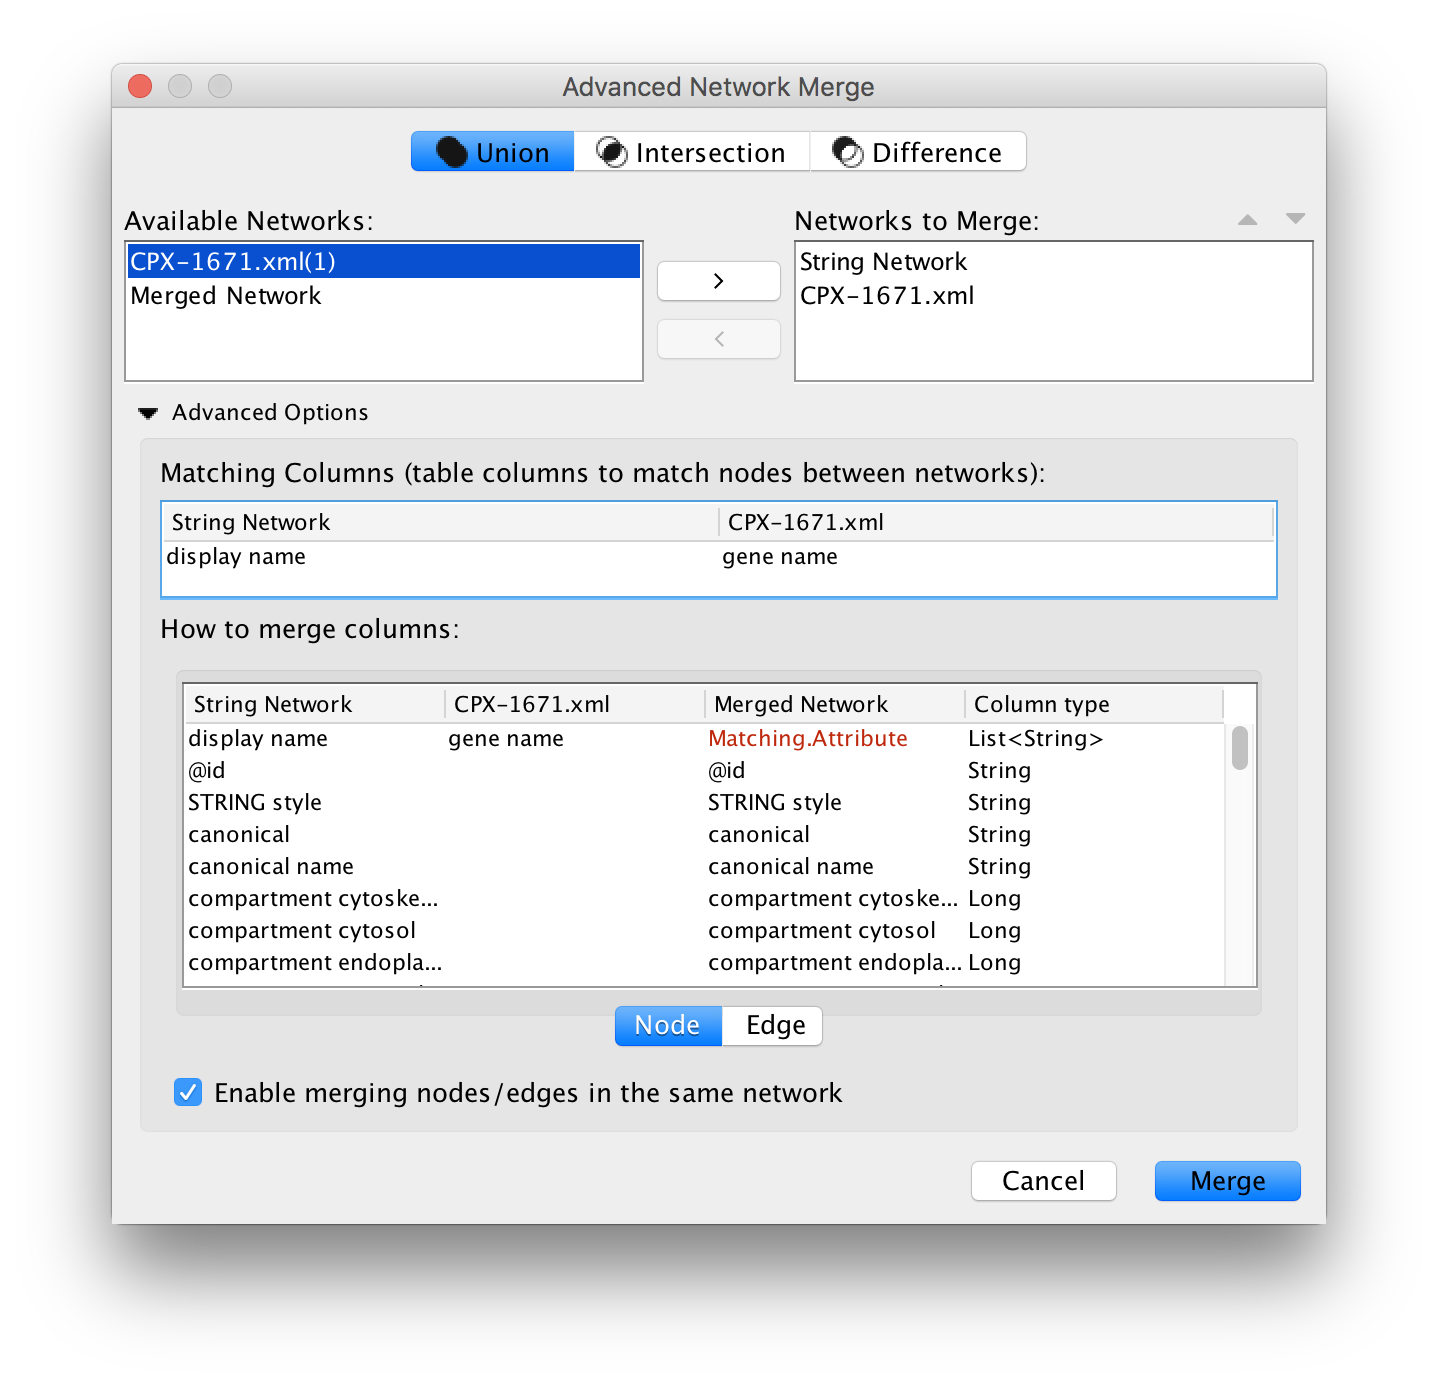 Advanced Network Merge
Union Intersection Difference
Available Networks: Networks to Merge:
CPX-1671.xml(1) > String Network
Merged Network CPX-1671.xml
<
Advanced Options
Matching Columns (table columns to match nodes between networks):
String Network CPX-1671.xml
display name gene name
How to merge columns:
String Network CPX-1671.xml Merged Network Column type
display name gene name Matching.Attribute List<String>
@id @id String
STRING style STRING style String
canonical canonical String
canonical name canonical name String
compartment cytoske... compartment cytoske... Long
compartment cytosol compartment cytosol Long
compartment endopla... compartment endopla... Long
Node Edge
Enable merging nodes/edges in the same network
Cancel Merge